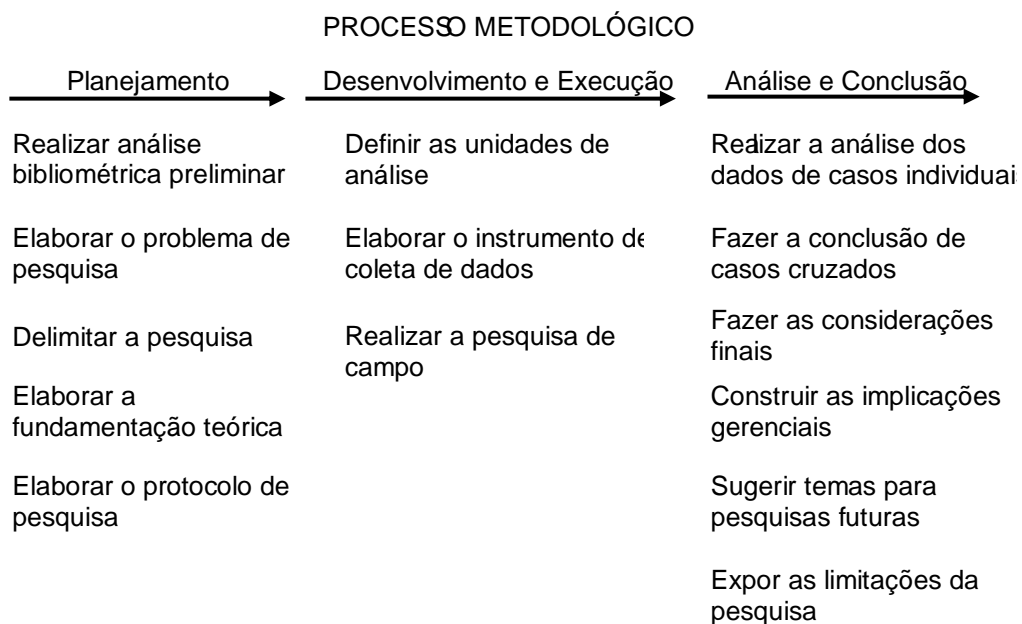 PROCESSO METODOLÓGICO
Planejamento
Realizar análise
bibliométrica preliminar
Elaborar o problema de
pesquisa
Delimitar a pesquisa
Elaborar a
fundamentação teórica
Elaborar o protocolo de
pesquisa
Desenvolvimento e Execução
Definir as unidades de
análise
Elaborar o instrumento de
coleta de dados
Realizar a pesquisa de
campo
Análise e Conclusão
Realizar a análise dos
dados de casos individuais
Fazer a conclusão de
casos cruzados
Fazer as considerações
finais
Construir as implicações
gerenciais
Sugerir temas para
pesquisas futuras
Expor as limitações da
pesquisa